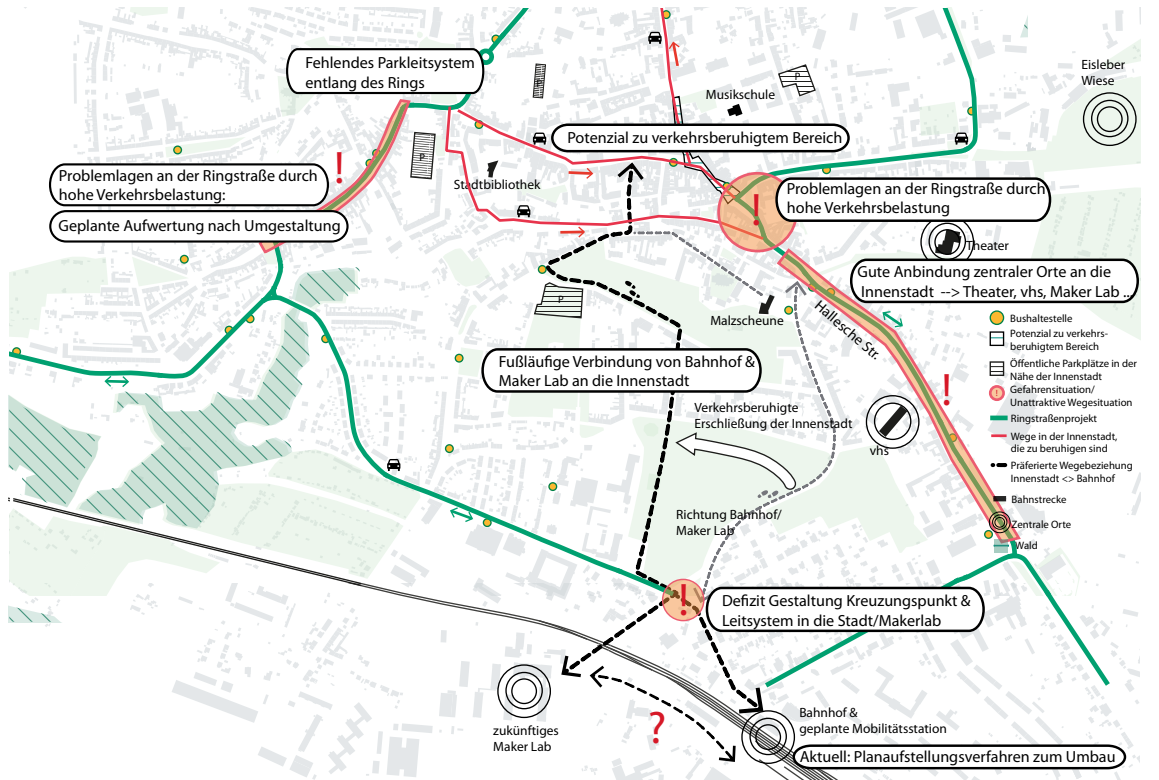 Fehlendes Parkleitsystem
entlang des Rings
Eisleber
Wiese
P
Musikschule
Potenzial zu verkehrsberuhigtem Bereich
P
Stadtbibliothek
!
Problemlagen an der Ringstraße durch
hohe Verkehrsbelastung:
Geplante Aufwertung nach Umgestaltung
!
Problemlagen an der Ringstraße durch
hohe Verkehrsbelastung
Theater
Gute Anbindung zentraler Orte an die
Innenstadt --> Theater, vhs, Maker Lab ...
P
Malzscheune
Hallesche Str.
Bushaltestelle
Potenzial zu verkehrs-
beruhigtem Bereich
Öffentliche Parkplätze in der
Nähe der Innenstadt
!
Gefahrensituation/
Unattraktive Wegesituation
Ringstraßenprojekt
Wege in der Innenstadt,
die zu beruhigen sind
Präferierte Wegebeziehung
Innenstadt <> Bahnhof
Bahnstrecke
Zentrale Orte
Wald
Fußläufige Verbindung von Bahnhof &
Maker Lab an die Innenstadt
!
Verkehrsberuhigte
Erschließung der Innenstadt
vhs
Richtung Bahnhof/
Maker Lab
!
Defizit Gestaltung Kreuzungspunkt &
Leitsystem in die Stadt/Makerlab
zukünftiges
Maker Lab
?
Bahnhof &
geplante Mobilitätsstation
Aktuell: Planaufstellungsverfahren zum Umbau